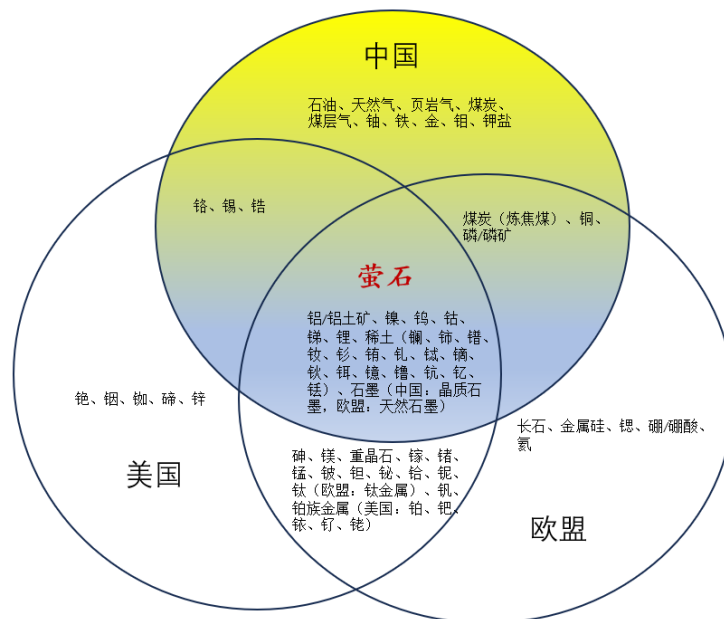 中国
石油、天然气、页岩气、煤炭、
煤层气、铀、铁、金、钼、钾盐
铬、锡、锆
煤炭（炼焦煤）、铜、
磷/磷矿
萤石
铝/铝土矿、镍、钨、钴、
锑、锂、稀土（镧、铈、镨、
钕、钐、铕、钆、铽、镝、
钬、铒、镱、镥、钪、钇、
铥）、石墨（中国：晶质石
墨，欧盟：天然石墨）
铯、铟、铷、碲、锌
长石、金属硅、锶、硼/硼酸、
氦
砷、镁、重晶石、镓、锗、
锰、铍、钽、铋、铪、铌、
钛（欧盟：钛金属）、钒、
铂族金属（美国：铂、钯、
铱、钌、铑）
美国
欧盟